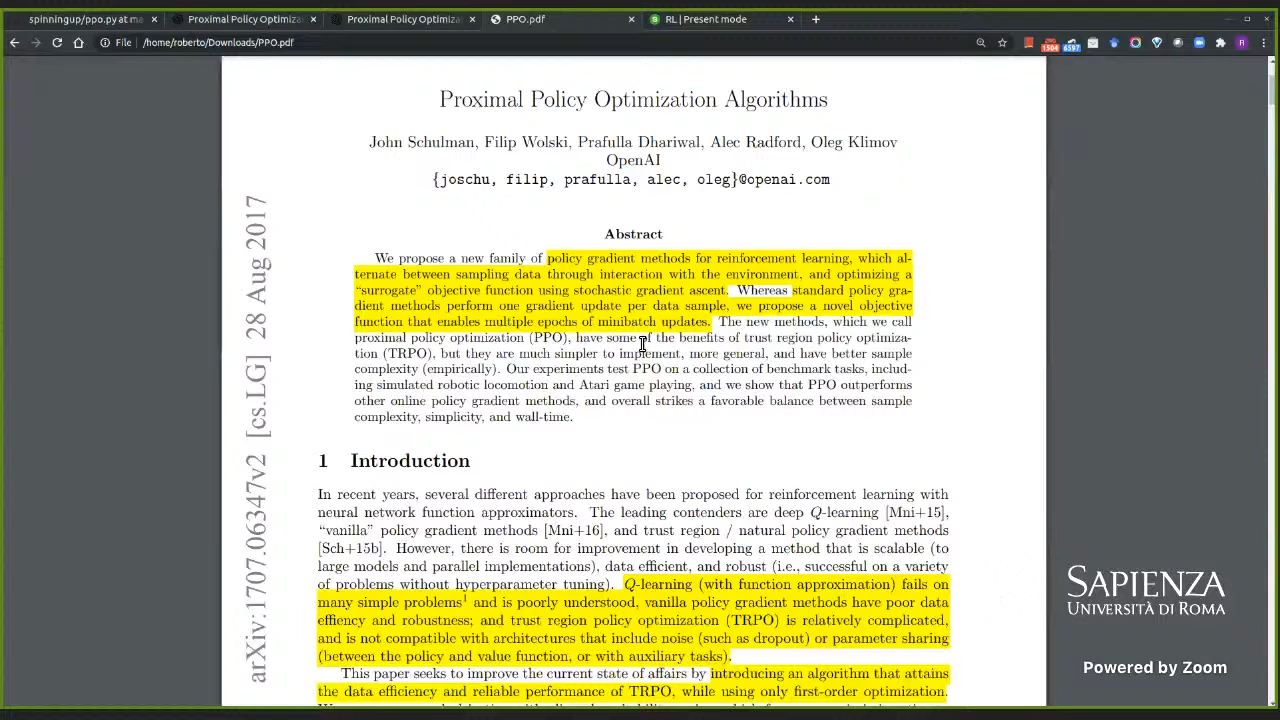 spinningup/ppo.py at ma
Proximal Policy Optimizat
Proximal Policy Optimizat
PPO.pdf
RL | Present mode
File
/home/roberto/Downloads/PPO.pdf
1504
6597
R
Proximal Policy Optimization Algorithms
John Schulman, Filip Wolski, Prafulla Dhariwal, Alec Radford, Oleg Klimov
OpenAI
{joschu, filip, prafulla, alec, oleg}@openai.com
arXiv:1707.06347v2 [cs.LG] 28 Aug 2017
Abstract
We propose a new family of policy gradient methods for reinforcement learning, which al-
ternate between sampling data through interaction with the environment, and optimizing a
“surrogate” objective function using stochastic gradient ascent. Whereas standard policy gra-
dient methods perform one gradient update per data sample, we propose a novel objective
function that enables multiple epochs of minibatch updates. The new methods, which we call
proximal policy optimization (PPO), have some of the benefits of trust region policy optimiza-
tion (TRPO), but they are much simpler to implement, more general, and have better sample
complexity (empirically). Our experiments test PPO on a collection of benchmark tasks, includ-
ing simulated robotic locomotion and Atari game playing, and we show that PPO outperforms
other online policy gradient methods, and overall strikes a favorable balance between sample
complexity, simplicity, and wall-time.
1 Introduction
In recent years, several different approaches have been proposed for reinforcement learning with
neural network function approximators. The leading contenders are deep Q-learning [Mni+15],
“vanilla” policy gradient methods [Mni+16], and trust region / natural policy gradient methods
[Sch+15b]. However, there is room for improvement in developing a method that is scalable (to
large models and parallel implementations), data efficient, and robust (i.e., successful on a variety
of problems without hyperparameter tuning). Q-learning (with function approximation) fails on
many simple problems¹ and is poorly understood, vanilla policy gradient methods have poor data
effiency and robustness; and trust region policy optimization (TRPO) is relatively complicated,
and is not compatible with architectures that include noise (such as dropout) or parameter sharing
(between the policy and value function, or with auxiliary tasks).
This paper seeks to improve the current state of affairs by introducing an algorithm that attains
the data efficiency and reliable performance of TRPO, while using only first-order optimization.
SAPIENZA
UNIVERSITÀ DI ROMA
Powered by Zoom